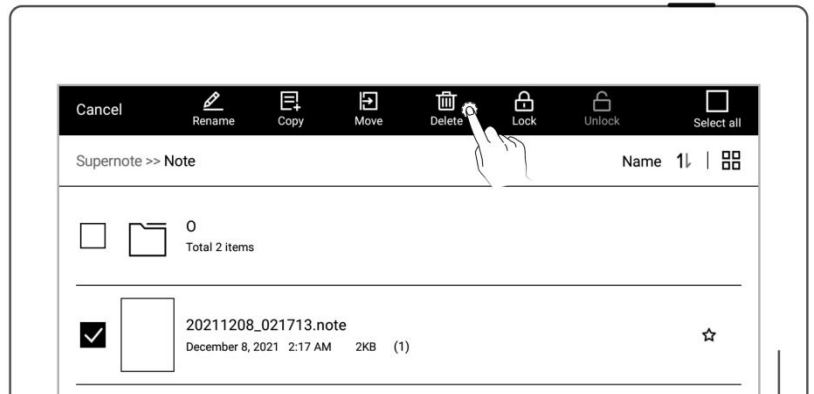 Cancel Rename Copy Move Delete Lock Unlock Select all
Supernote >> Note Name
O
Total 2 items
20211208_021713.note
December 8, 2021 2:17 AM 2KB (1)